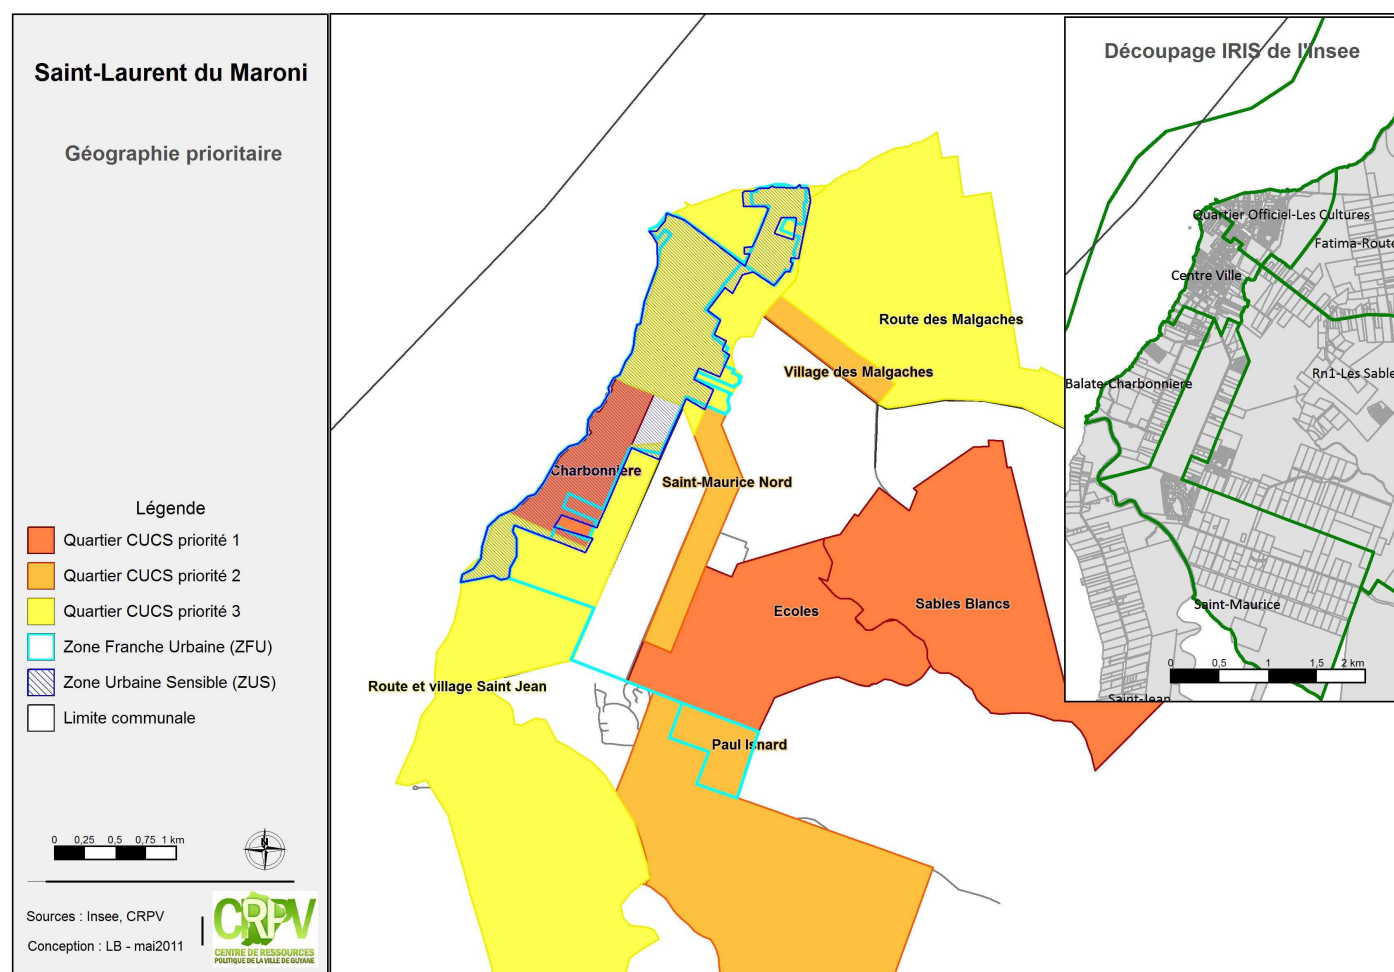 Saint-Laurent du Maroni
Géographie prioritaire
Légende
Quartier CUCS priorité 1
Quartier CUCS priorité 2
Quartier CUCS priorité 3
Zone Franche Urbaine (ZFU)
Zone Urbaine Sensible (ZUS)
Limite communale
0 0,25 0,5 0,75 1 km
N
Sources : Insee, CRPV
Conception : LB - mai2011
CRPV
CENTRE DE RESSOURCES
POLITIQUE DE LA VILLE DE GUYANE
Route des Malgaches
Village des Malgaches
Charbonnière
Saint-Maurice Nord
Ecoles
Sables Blancs
Route et village Saint Jean
Paul Isnard
Découpage IRIS de l'Insee
Quartier Officiel-Les Cultures
Fatima-Route
Centre Ville
Balate-Charbonniere
Rn1-Les Sable
Saint-Maurice
0 0,5 1 1,5 2 km
Saint-Jean